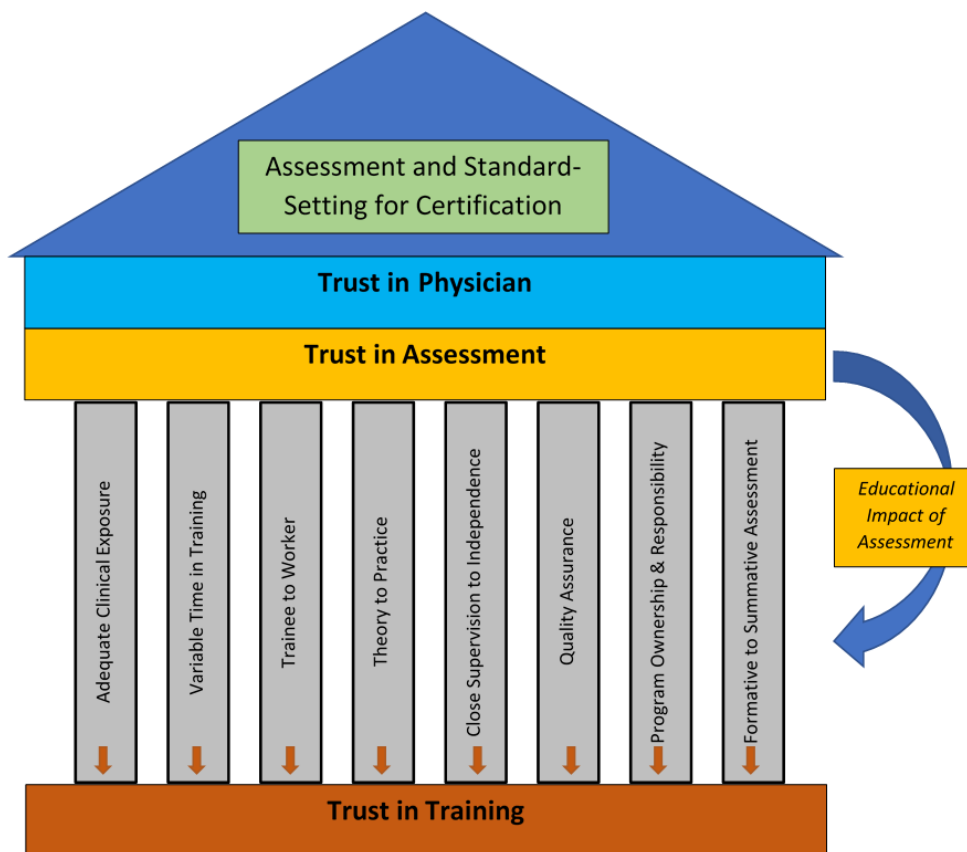 Assessment and Standard-
Setting for Certification
Trust in Physician
Trust in Assessment
Adequate Clinical Exposure
Variable Time in Training
Trainee to Worker
Theory to Practice
Close Supervision to Independence
Quality Assurance
Program Ownership & Responsibility
Formative to Summative Assessment
Educational
Impact of
Assessment
Trust in Training